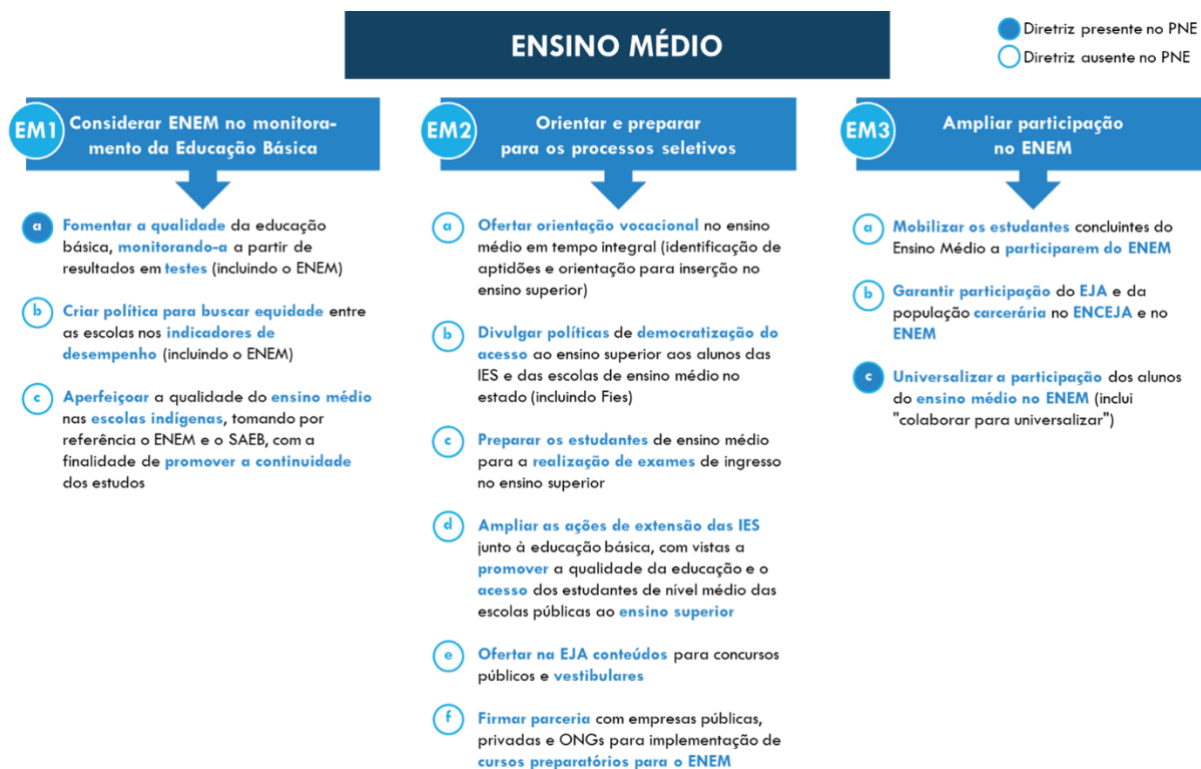 ENSINO MÉDIO
Diretriz presente no PNE
Diretriz ausente no PNE
EM1
Considerar ENEM no monitora-
mento da Educação Básica
a
Fomentar a qualidade da educação
básica, monitorando-a a partir de
resultados em testes (incluindo o ENEM)
b
Criar política para buscar equidade entre
as escolas nos indicadores de
desempenho (incluindo o ENEM)
c
Aperfeiçoar a qualidade do ensino médio
nas escolas indígenas, tomando por
referência o ENEM e o SAEB, com a
finalidade de promover a continuidade
dos estudos
EM2
Orientar e preparar
para os processos seletivos
a
Ofertar orientação vocacional no ensino
médio em tempo integral (identificação de
aptidões e orientação para inserção no
ensino superior)
b
Divulgar políticas de democratização do
acesso ao ensino superior aos alunos das
IES e das escolas de ensino médio no
estado (incluindo Fies)
c
Preparar os estudantes de ensino médio
para a realização de exames de ingresso
no ensino superior
d
Ampliar as ações de extensão das IES
junto à educação básica, com vistas a
promover a qualidade da educação e o
acesso dos estudantes de nível médio das
escolas públicas ao ensino superior
e
Ofertar na EJA conteúdos para concursos
públicos e vestibulares
f
Firmar parceria com empresas públicas,
privadas e ONGs para implementação de
cursos preparatórios para o ENEM
EM3
Ampliar participação
no ENEM
a
Mobilizar os estudantes concluintes do
Ensino Médio a participarem do ENEM
b
Garantir participação do EJA e da
população carcerária no ENCEJA e no
ENEM
c
Universalizar a participação dos alunos
do ensino médio no ENEM (inclui
"colaborar para universalizar")